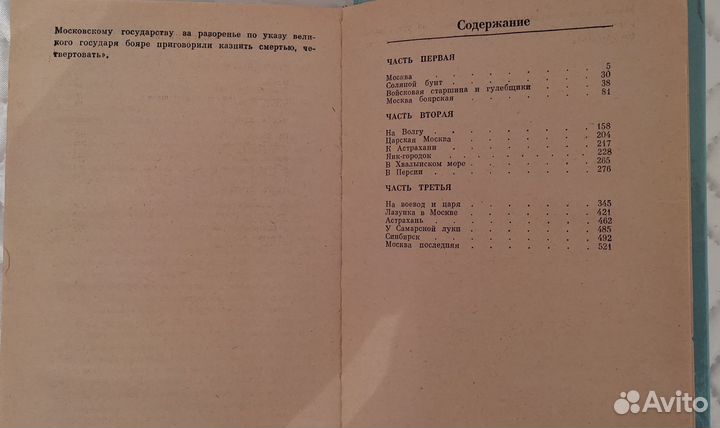 Московскому государству за разоренье по указу вели-
кого государя бояре приговорили казнить смертью, че-
твертовать».
Содержание
ЧАСТЬ ПЕРВАЯ
Москва . . . . . . . . 5
Соляной бунт . . . . . . . 30
Войсковая старшина и гулебщики . . . 38
Москва боярская . . . . . . 81
ЧАСТЬ ВТОРАЯ
На Волгу . . . . . . . . 158
Царская Москва . . . . . . 204
К Астрахани . . . . . . . 217
Яик-городок . . . . . . . 228
В Хвалынском море . . . . . . 265
В Персии . . . . . . . . 276
ЧАСТЬ ТРЕТЬЯ
На воевод и царя . . . . . . 345
Лазунка в Москве . . . . . . 421
Астрахань . . . . . . . 462
У Самарской луки . . . . . . 485
Синбирск . . . . . . . . 492
Москва последняя . . . . . . 521
Avito